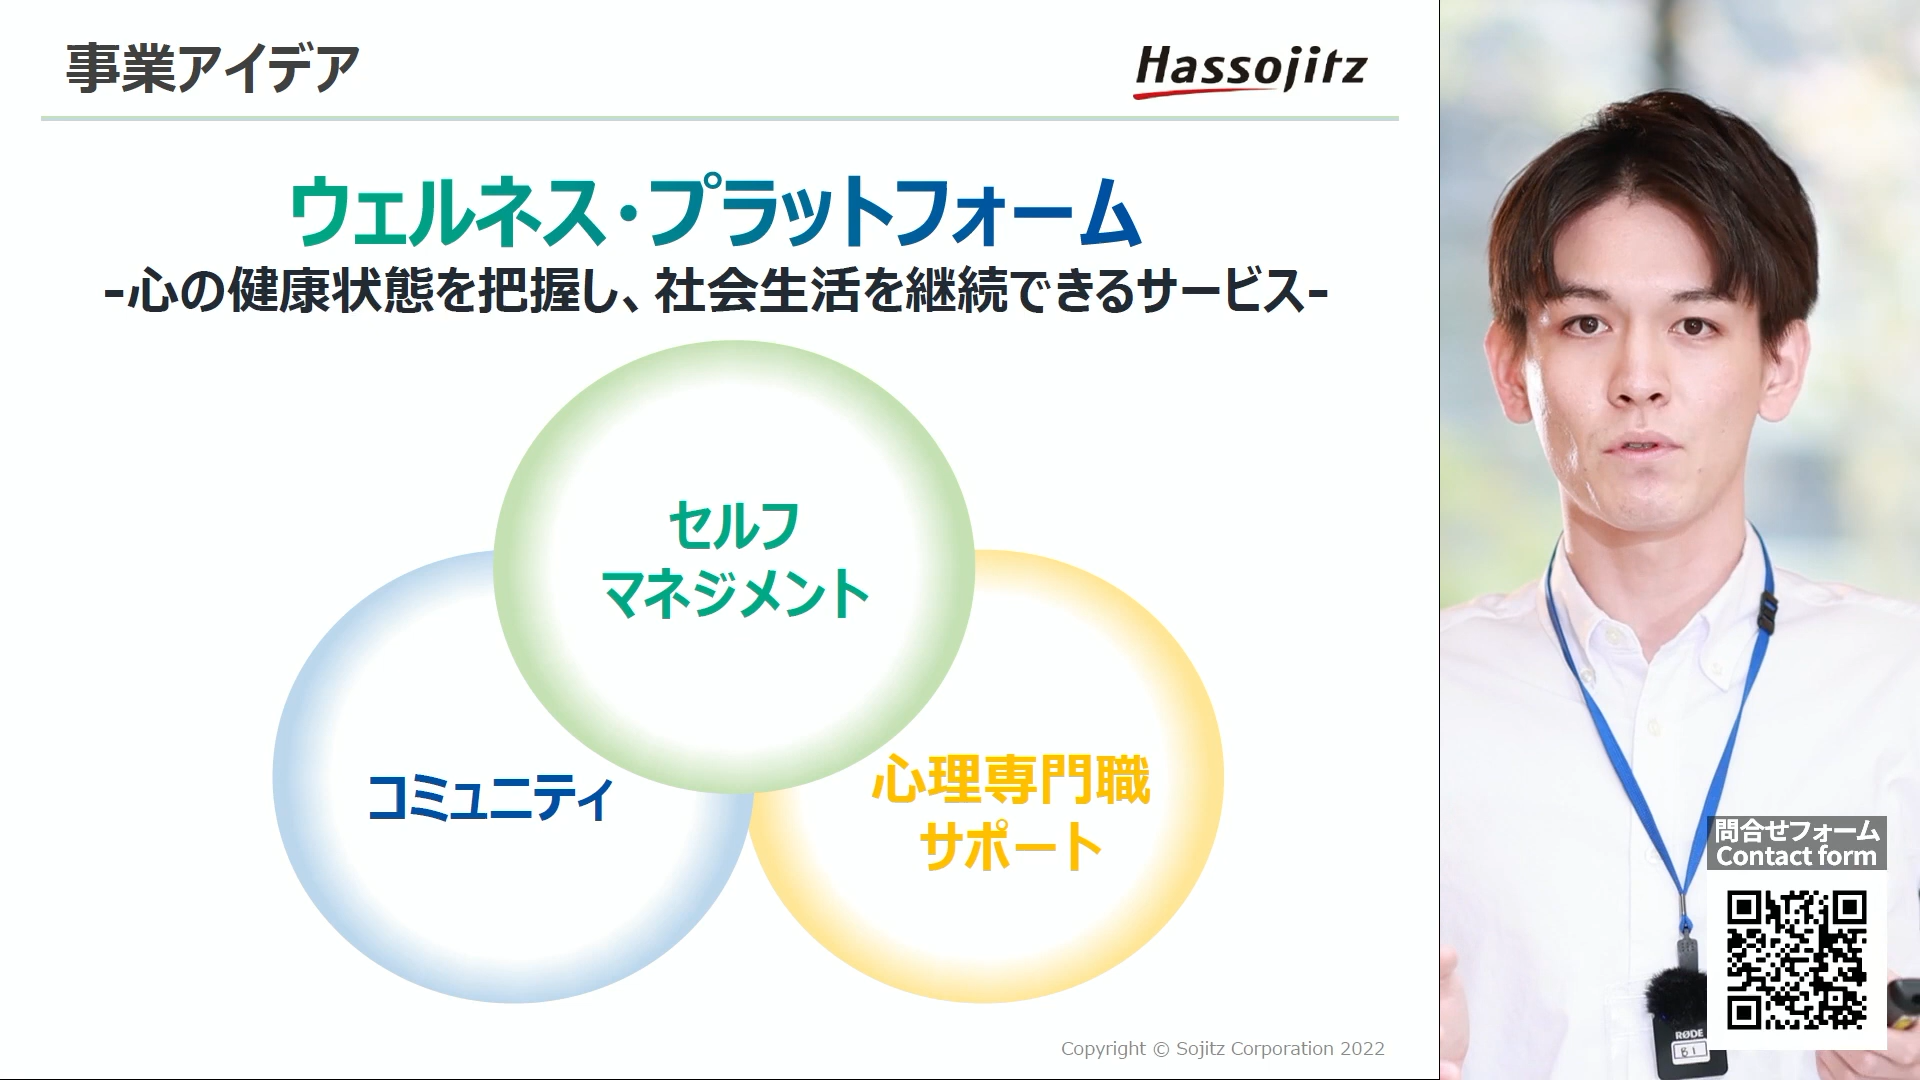 事業アイデア
Hassojitz
ウェルネス・プラットフォーム
-心の健康状態を把握し、社会生活を継続できるサービス-
セルフ
マネジメント
コミュニティ
心理専門職
サポート
Copyright © Sojitz Corporation 2022
問合せフォーム
Contact form
RØDE
B1